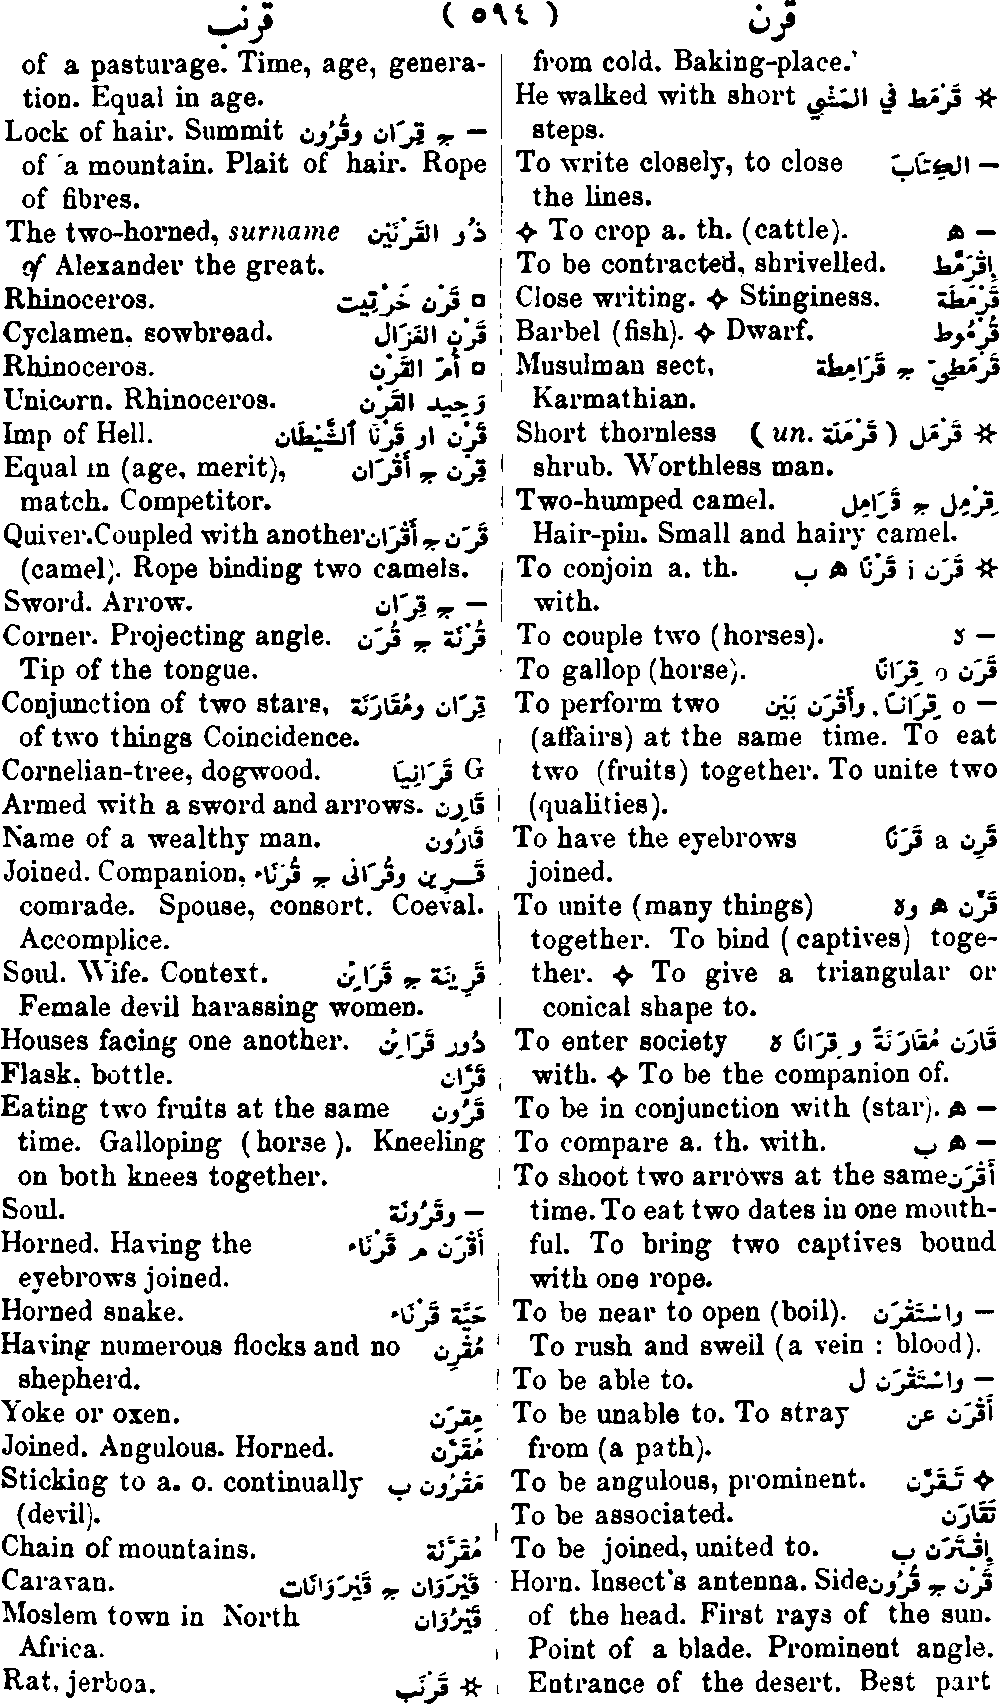 قرن ( ٥٩٤ ) قرنب
from cold. Baking-place.
He walked with short قَرْمَط في المَشْيِ ✲
steps.
To write closely, to close الكِتَابَ —
the lines.
✧ To crop a. th. (cattle). ه —
To be contracted, shrivelled. إِقْرَمَّط
Close writing. ✧ Stinginess. قَرْمَطَة
Barbel (fish). ✧ Dwarf. قُرْمُوط
Musulman sect, قَرْمَطِيّ ج قَرَامِطَة
Karmathian.
Short thornless ( un. قَرْمَلَة ) قَرْمَل ✲
shrub. Worthless man.
Two-humped camel. قِرْمِل ج قَرَامِل
Hair-pin. Small and hairy camel.
To conjoin a. th. قَرَن i قَرْنًا ه ب ✲
with.
To couple two (horses). ه —
To gallop (horse). قَرَن o قِرَانًا
To perform two o قِرَانًا, وأَقْرَن بَيْن —
(affairs) at the same time. To eat
two (fruits) together. To unite two
(qualities).
To have the eyebrows قَرِن a قَرَنًا
joined.
To unite (many things) قَرَّن ه وه
together. To bind (captives) toge-
ther. ✧ To give a triangular or
conical shape to.
To enter society قَارَن مُقَارَنَةً و قِرَانًا ه
with. ✧ To be the companion of.
To be in conjunction with (star). ه —
To compare a. th. with. ه ب —
To shoot two arrows at the same أَقْرَن
time. To eat two dates in one mouth-
ful. To bring two captives bound
with one rope.
To be near to open (boil). واسْتَقْرَن —
To rush and swell (a vein : blood).
To be able to. واسْتَقْرَن ل —
To be unable to. To stray أَقْرَن عن
from (a path).
To be angulous, prominent. تَقَرَّن ✧
To be associated. تَقَارَن
To be joined, united to. إِقْتَرَن ب
Horn. Insect's antenna. Side قَرْن ج قُرُون
of the head. First rays of the sun.
Point of a blade. Prominent angle.
Entrance of the desert. Best part
of a pasturage. Time, age, genera-
tion. Equal in age.
Lock of hair. Summit — ج قِرَان وقُرُون
of a mountain. Plait of hair. Rope
of fibres.
The two-horned, surname ذُو القَرْنَيْن
of Alexander the great.
Rhinoceros. قَرْن خَرْتِيت □
Cyclamen, sowbread. قَرْن الغَزَال
Rhinoceros. أُمّ القَرْن □
Unicorn. Rhinoceros. وَحِيد القَرْن
Imp of Hell. قَرْن او قَرْنَا ٱلشَّيْطَان
Equal in (age, merit), قِرْن ج أَقْرَان
match. Competitor.
Quiver. Coupled with another قَرَن ج أَقْرَان
(camel). Rope binding two camels.
Sword. Arrow. — ج قِرَان
Corner. Projecting angle. قُرْنَة ج قُرَن
Tip of the tongue.
Conjunction of two stars, قِرَان ومُقَارَنَة
of two things Coincidence.
Cornelian-tree, dogwood. قَرَانِيَا G
Armed with a sword and arrows. قَارِن
Name of a wealthy man. قَارُون
Joined. Companion, قَرِين وقُرَانَى ج قُرَنَاء
comrade. Spouse, consort. Coeval.
Accomplice.
Soul. Wife. Context. قَرِينَة ج قَرَائِن
Female devil harassing women.
Houses facing one another. دُور قَرَائِن
Flask, bottle. قَرَّان
Eating two fruits at the same قَرُون
time. Galloping (horse). Kneeling
on both knees together.
Soul. وقَرُونَة —
Horned. Having the أَقْرَن م قَرْنَاء
eyebrows joined.
Horned snake. حَيَّة قَرْنَاء
Having numerous flocks and no مُقْرِن
shepherd.
Yoke or oxen. مِقْرَن
Joined. Angulous. Horned. مُقَرَّن
Sticking to a. o. continually مَقْرُون ب
(devil).
Chain of mountains. مُقَرَّنَة
Caravan. قَيْرَوَان ج قَيْرَوَانَات
Moslem town in North قَيْرُوَان
Africa.
Rat, jerboa. قَرْنَب ✲